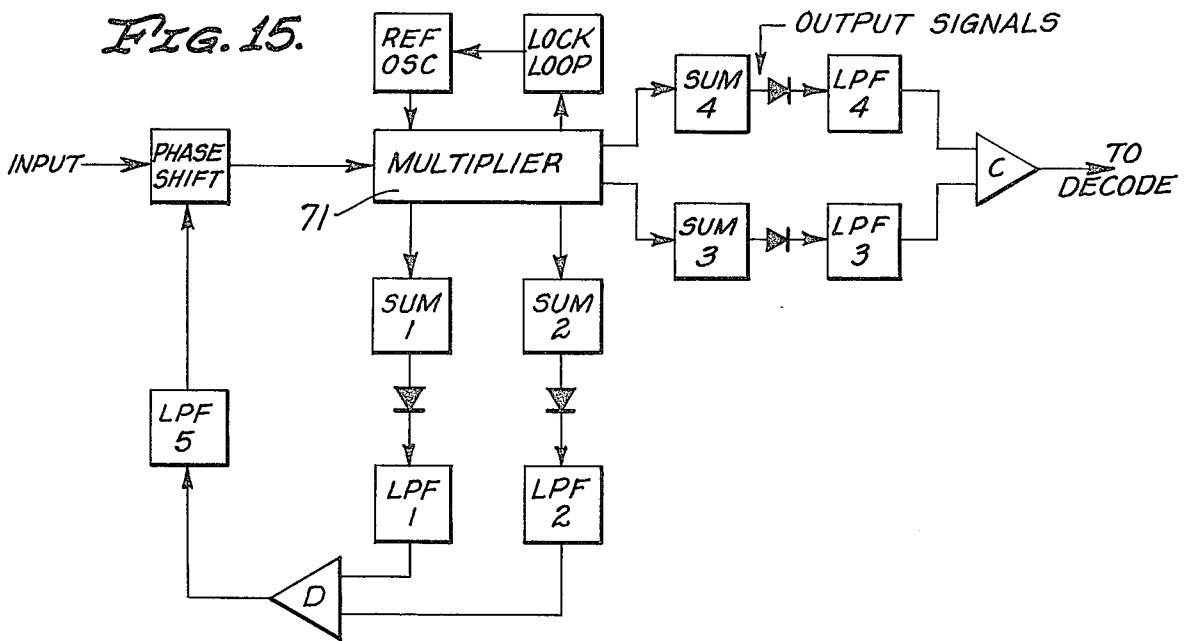 FIG. 15.
REF
OSC
LOCK
LOOP
OUTPUT SIGNALS
SUM
4
LPF
4
INPUT
PHASE
SHIFT
MULTIPLIER
71
C
TO
DECODE
SUM
3
LPF
3
SUM
1
SUM
2
LPF
5
LPF
1
LPF
2
D